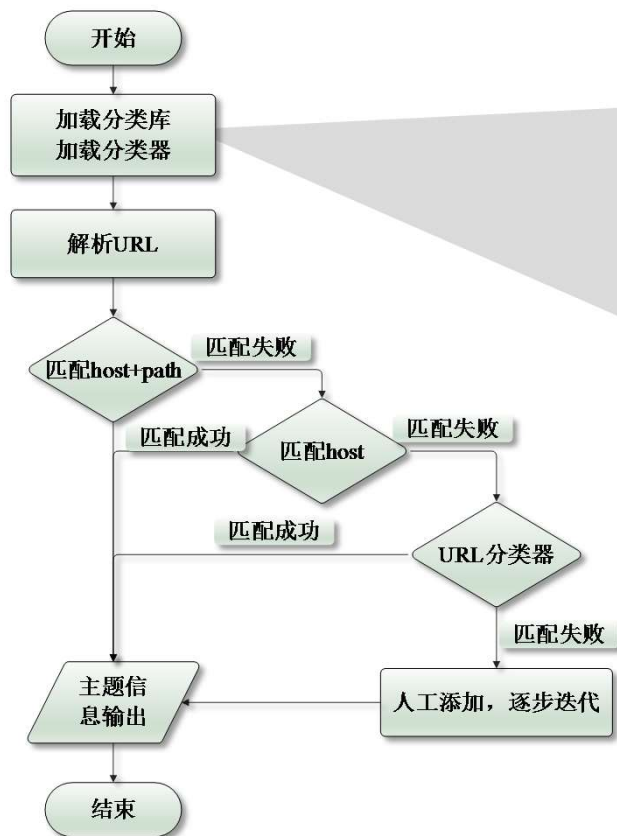 开始
加载分类库
加载分类器
解析URL
匹配host+path
匹配失败
匹配成功
匹配host
匹配失败
匹配成功
URL分类器
匹配失败
主题信
息输出
人工添加，逐步迭代
结束